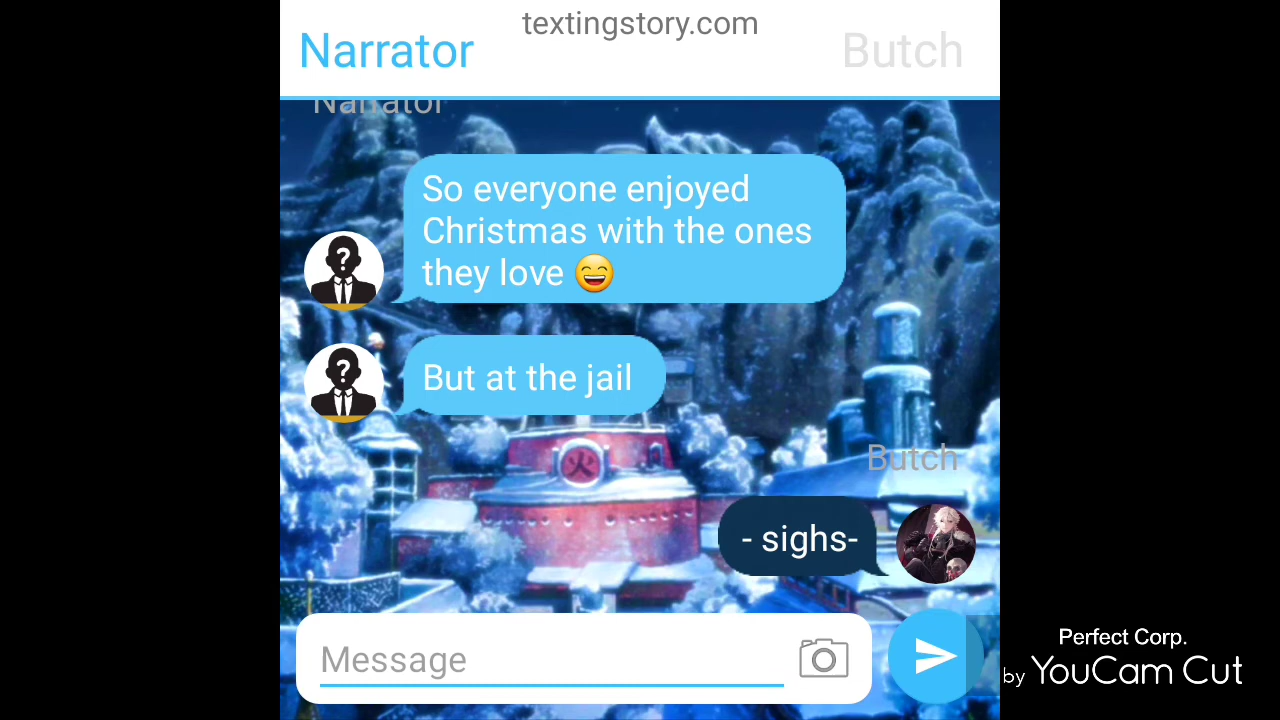 textingstory.com
Narrator
Butch
Narrator
So everyone enjoyed
Christmas with the ones
they love 😄
?
?
But at the jail
火
Butch
- sighs-
Message
Perfect Corp.
by YouCam Cut